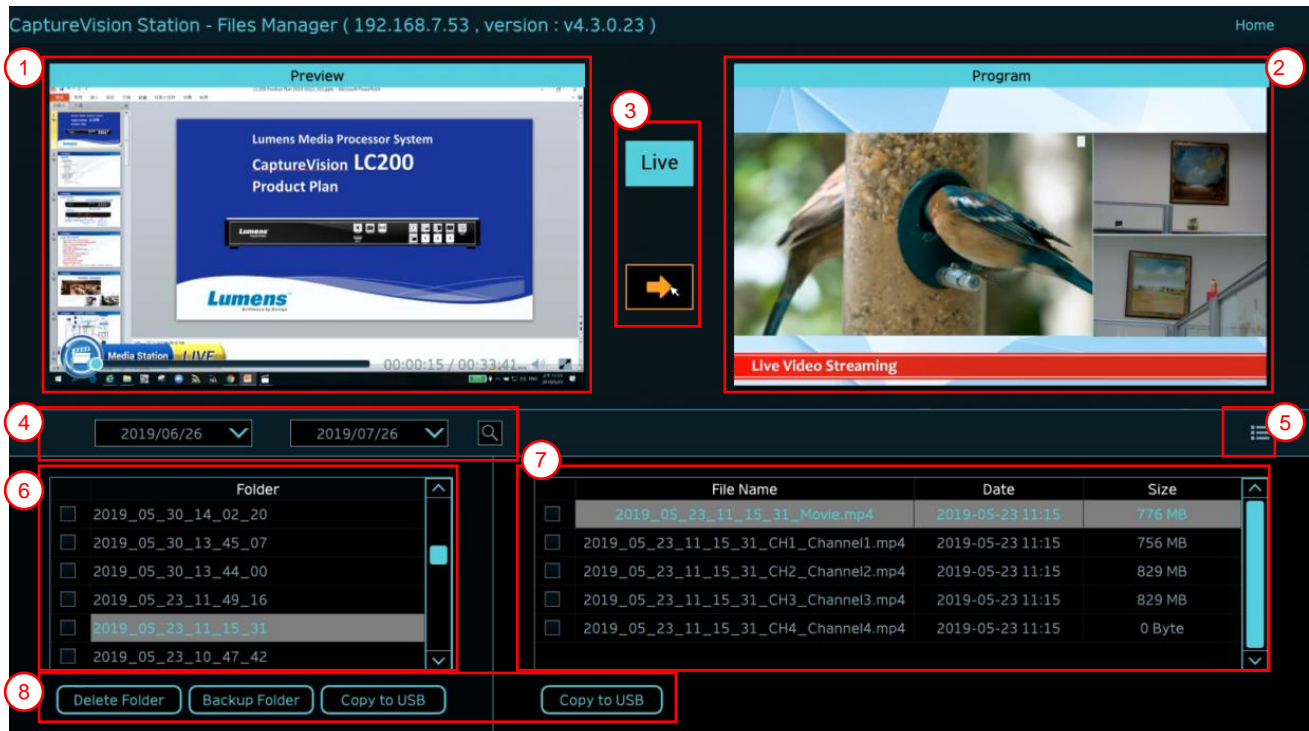 CaptureVision Station - Files Manager ( 192.168.7.53 , version : v4.3.0.23 )
Home
1
Preview
2
Program
3
Lumens Media Processor System
CaptureVision LC200
Product Plan
Lumens
Lumens
Live
Media Station LIVE
00:00:15 / 00:33:41
Live Video Streaming
4
2019/06/26
2019/07/26
5
6
7
Folder
2019_05_30_14_02_20
2019_05_30_13_45_07
2019_05_30_13_44_00
2019_05_23_11_49_16
2019_05_23_11_15_31
2019_05_23_10_47_42
File Name Date Size
2019_05_23_11_15_31_Movie.mp4 2019-05-23 11:15 776 MB
2019_05_23_11_15_31_CH1_Channel1.mp4 2019-05-23 11:15 756 MB
2019_05_23_11_15_31_CH2_Channel2.mp4 2019-05-23 11:15 829 MB
2019_05_23_11_15_31_CH3_Channel3.mp4 2019-05-23 11:15 829 MB
2019_05_23_11_15_31_CH4_Channel4.mp4 2019-05-23 11:15 0 Byte
8
Delete Folder
Backup Folder
Copy to USB
Copy to USB